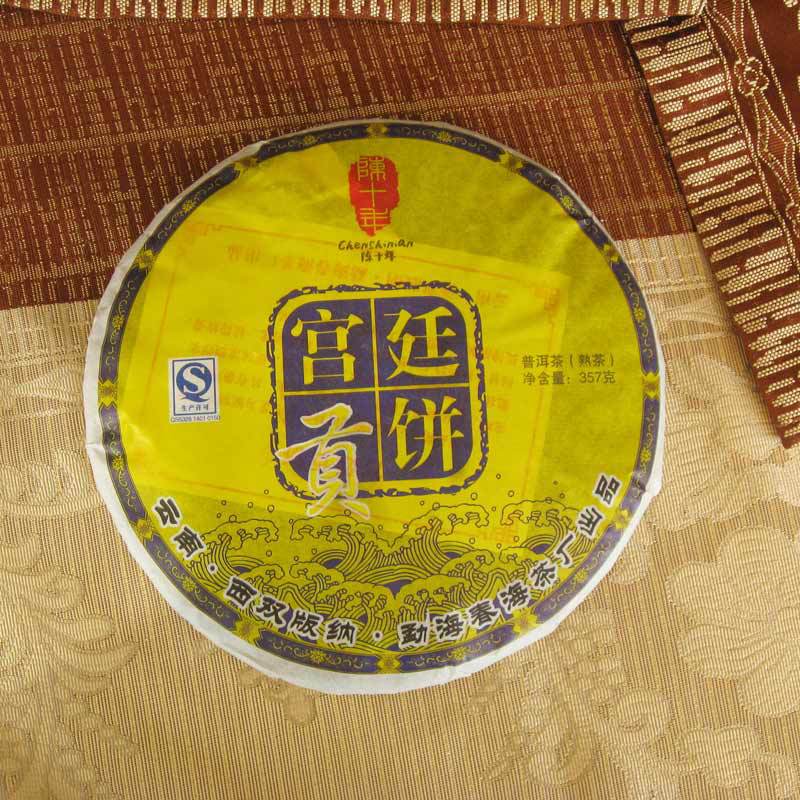 陳十年
Chenshinian
陈十年
宫廷
贡饼
普洱茶（熟茶）
净含量：357克
生产许可
云南·西双版纳·勐海春海茶厂出品